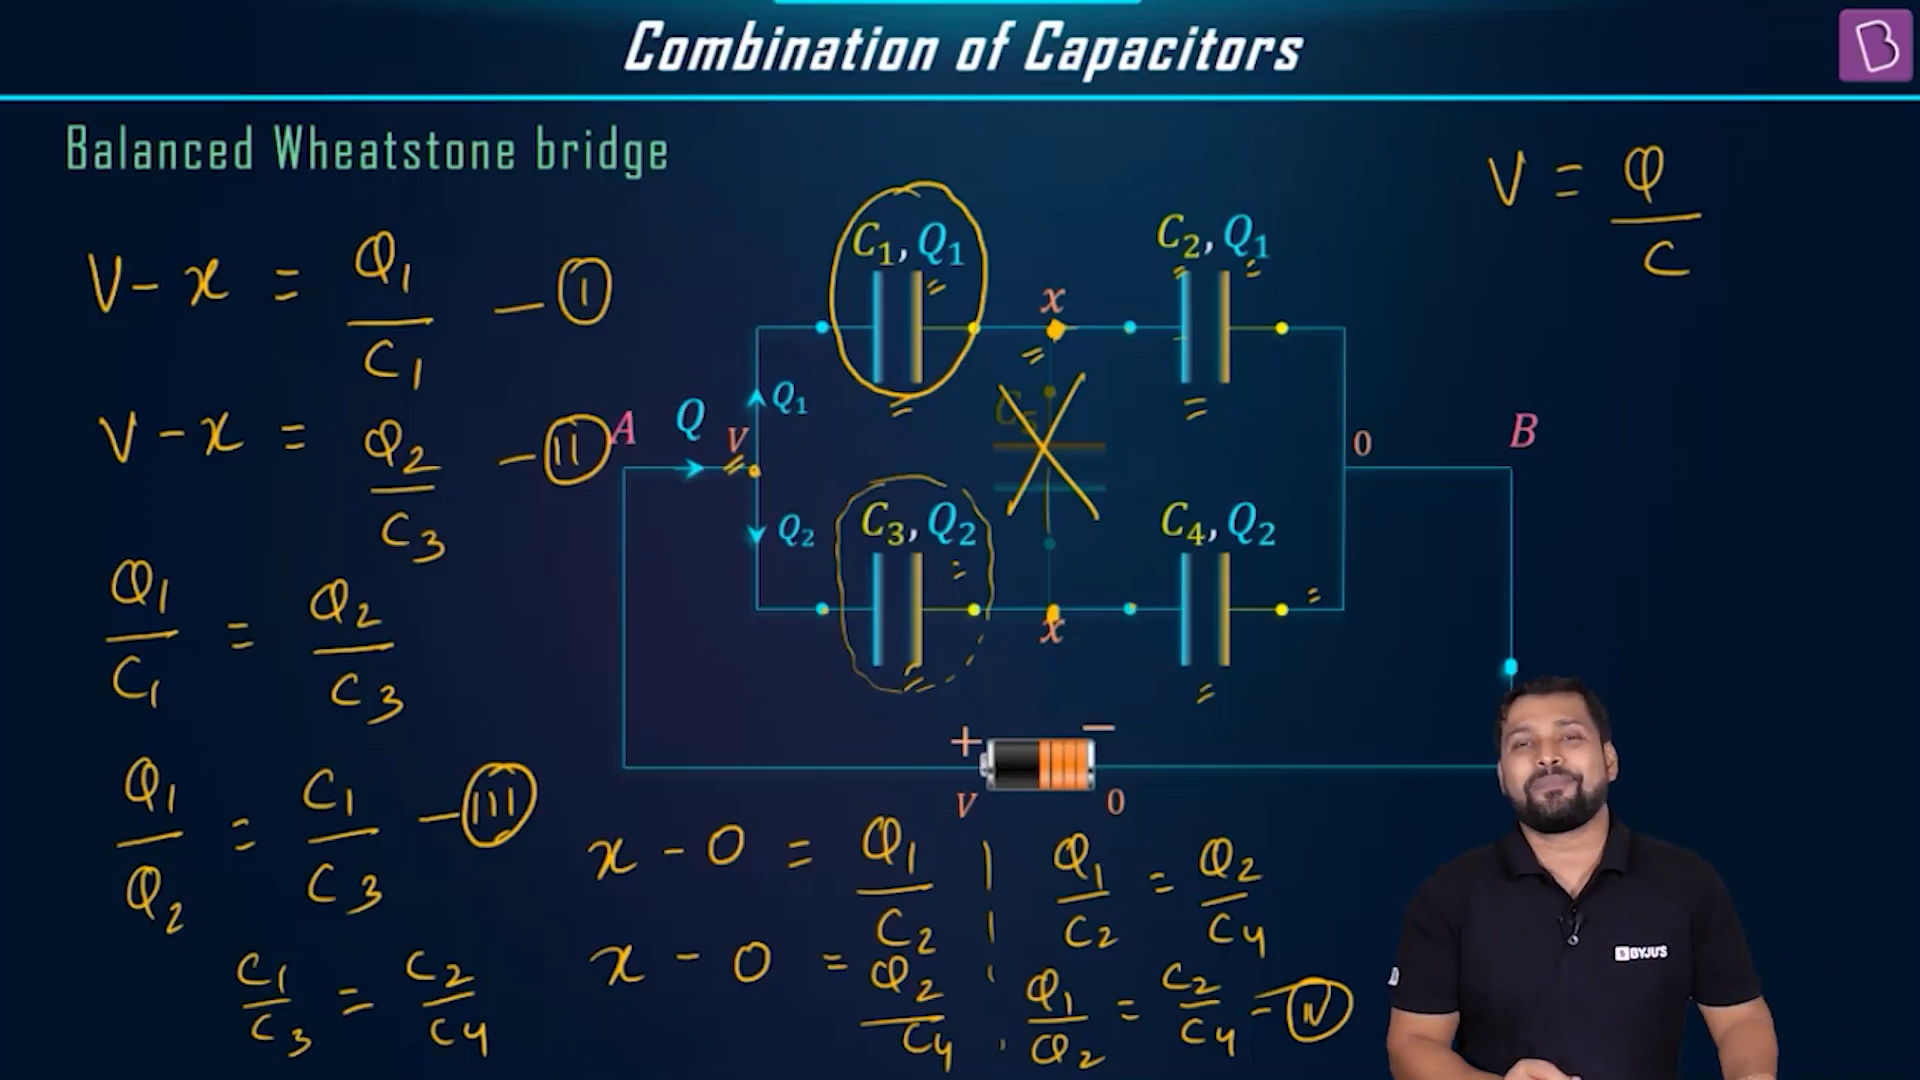 Combination of Capacitors
B
Balanced Wheatstone bridge
V = Q/C
V - x = Q₁/C₁ - (I)
V - x = Q₂/C₃ - (II)
Q₁/C₁ = Q₂/C₃
Q₁/Q₂ = C₁/C₃ - (III)
C₁/C₃ = C₂/C₄
C₁, Q₁
C₂, Q₁
x
Q₁
A
Q
V
0
B
Q₂
C₃, Q₂
C₄, Q₂
x
+
−
V
0
x - 0 = Q₁/C₂
x - 0 = Q₂/C₄
Q₁/C₂ = Q₂/C₄
Q₁/Q₂ = C₂/C₄ - (IV)
BYJU'S